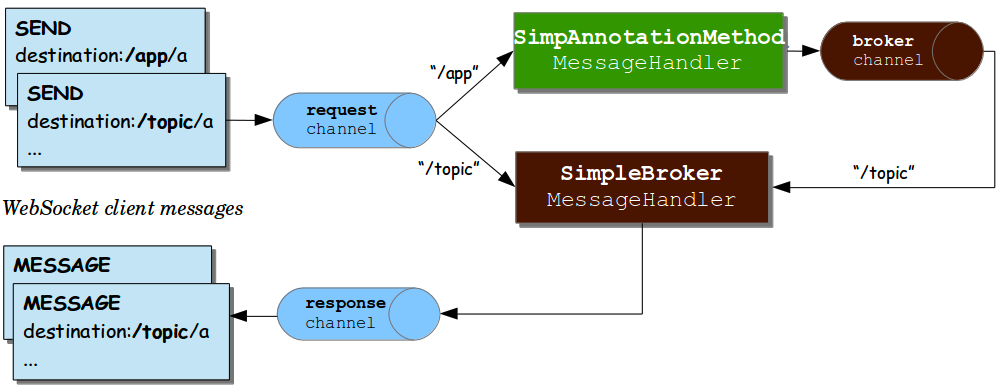 SEND
destination:/app/a
SEND
destination:/topic/a
...
request
channel
"/app"
"/topic"
SimpAnnotationMethod
MessageHandler
broker
channel
SimpleBroker
MessageHandler
"/topic"
WebSocket client messages
MESSAGE
MESSAGE
destination:/topic/a
...
response
channel